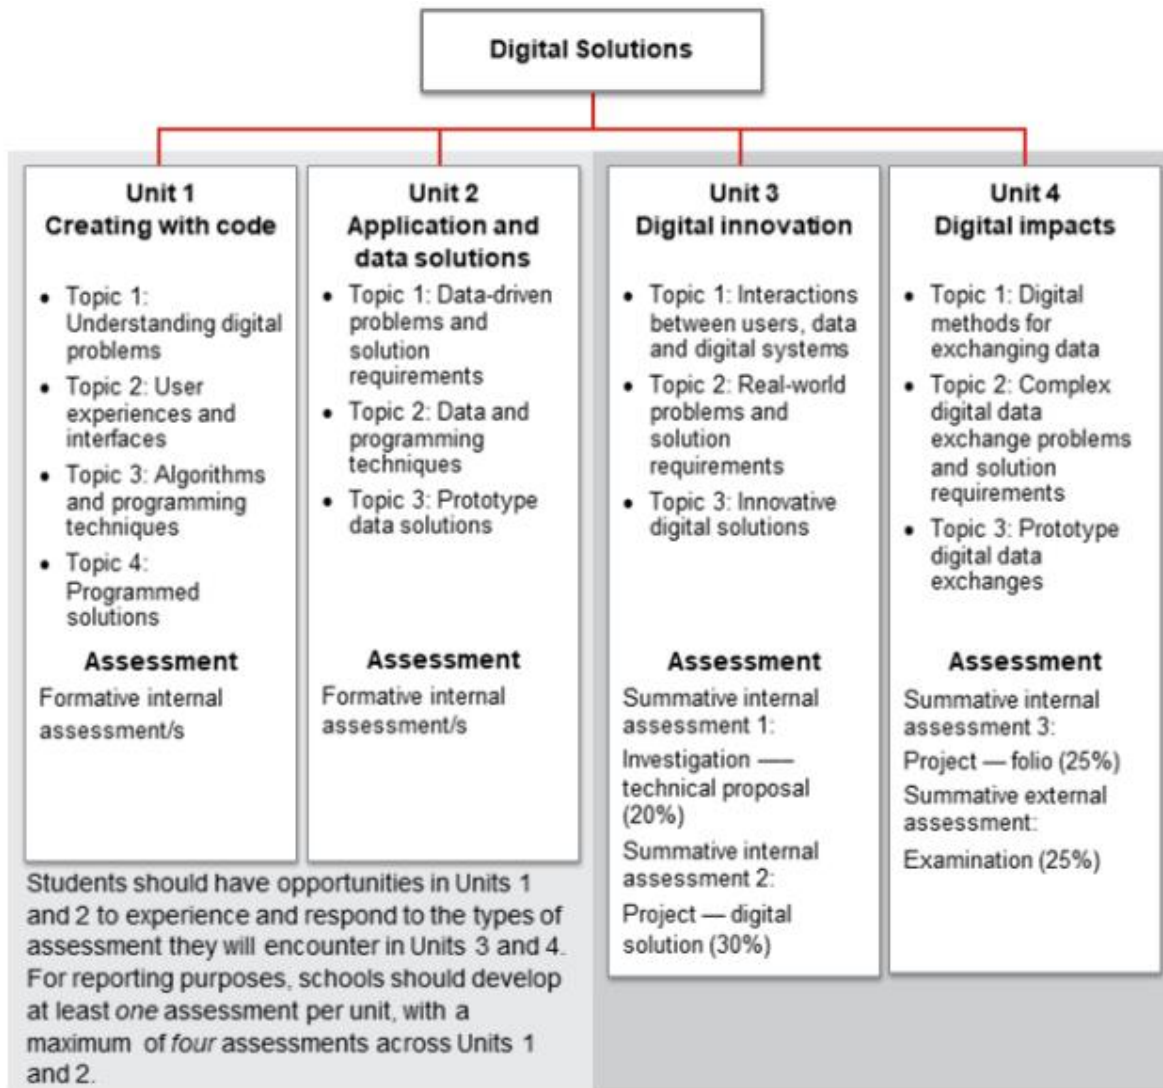 Digital Solutions
Unit 1
Creating with code
• Topic 1:
Understanding digital
problems
• Topic 2: User
experiences and
interfaces
• Topic 3: Algorithms
and programming
techniques
• Topic 4:
Programmed
solutions
Assessment
Formative internal
assessment/s
Unit 2
Application and
data solutions
• Topic 1: Data-driven
problems and
solution
requirements
• Topic 2: Data and
programming
techniques
• Topic 3: Prototype
data solutions
Assessment
Formative internal
assessment/s
Students should have opportunities in Units 1
and 2 to experience and respond to the types of
assessment they will encounter in Units 3 and 4.
For reporting purposes, schools should develop
at least one assessment per unit, with a
maximum of four assessments across Units 1
and 2.
Unit 3
Digital innovation
• Topic 1: Interactions
between users, data
and digital systems
• Topic 2: Real-world
problems and
solution
requirements
• Topic 3: Innovative
digital solutions
Assessment
Summative internal
assessment 1:
Investigation —
technical proposal
(20%)
Summative internal
assessment 2:
Project — digital
solution (30%)
Unit 4
Digital impacts
• Topic 1: Digital
methods for
exchanging data
• Topic 2: Complex
digital data
exchange problems
and solution
requirements
• Topic 3: Prototype
digital data
exchanges
Assessment
Summative internal
assessment 3:
Project — folio (25%)
Summative external
assessment:
Examination (25%)